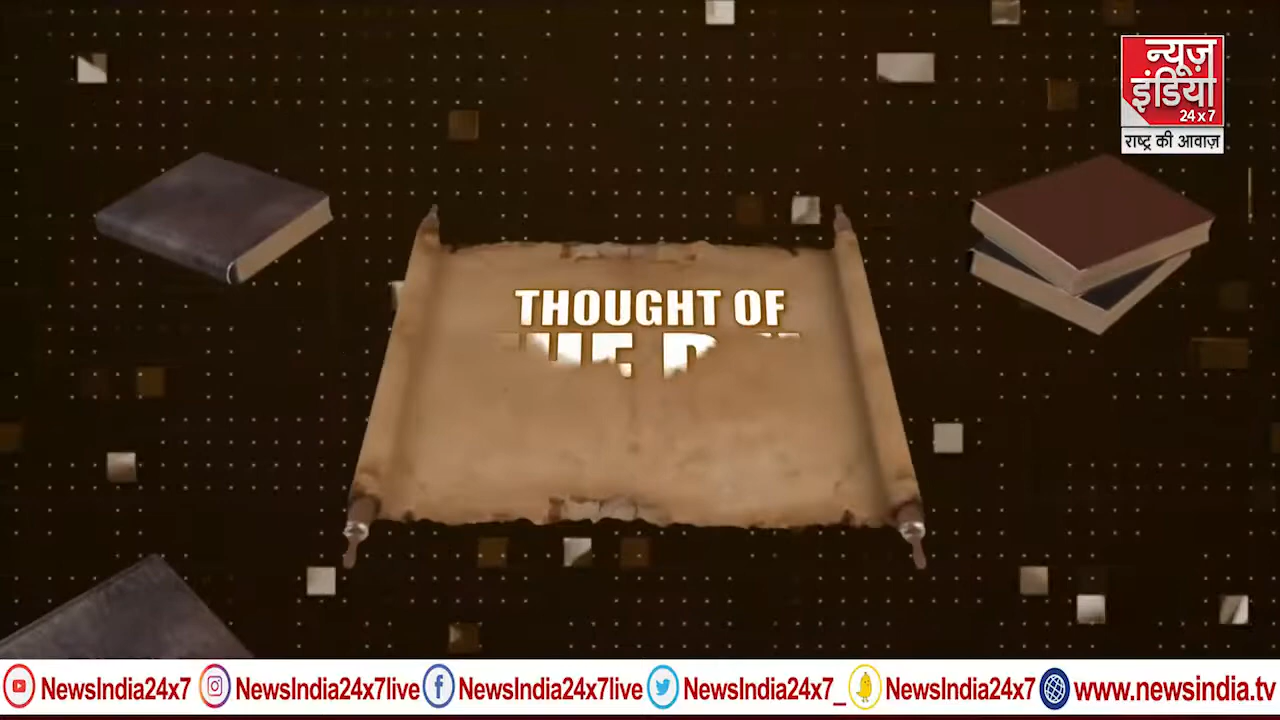 न्यूज़
इंडिया
24x7
राष्ट्र की आवाज़
THOUGHT OF
NewsIndia24x7 NewsIndia24x7live NewsIndia24x7live NewsIndia24x7_ NewsIndia24x7 www.newsindia.tv